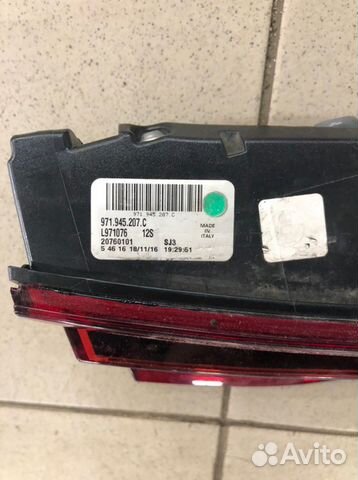 971.945.207.C
971.945.207.C
L971076 12S
20760101 SJ3
5 46 16 18/11/16 19:29:51
MADE
IN
ITALY
Avito